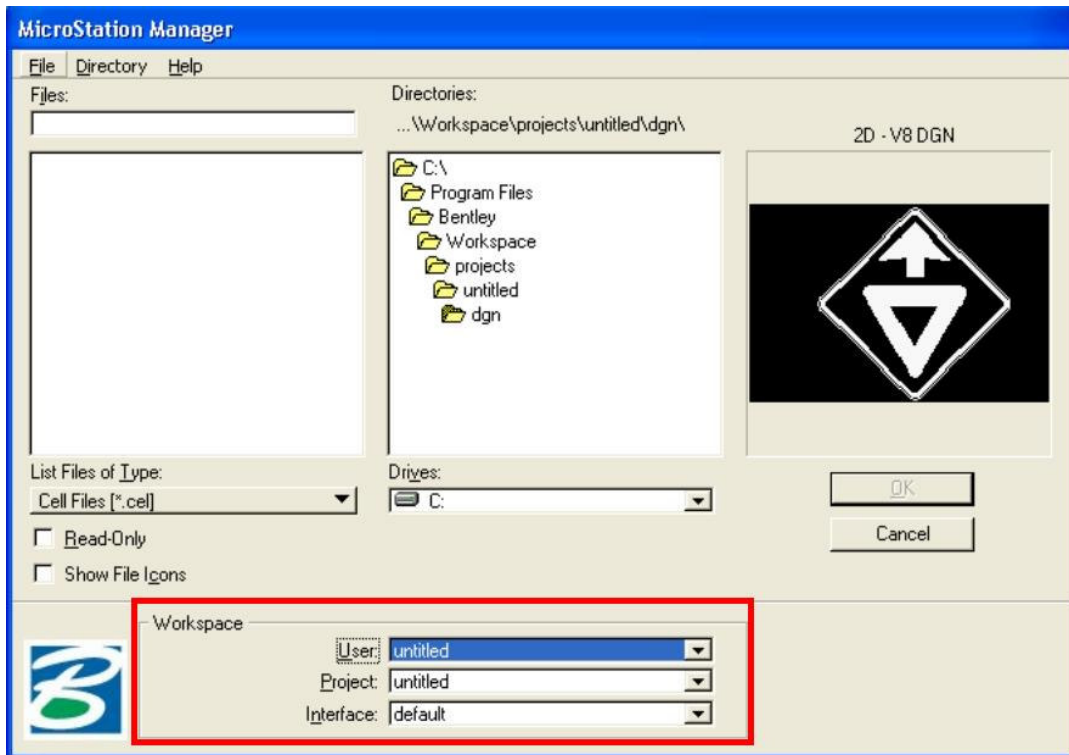 MicroStation Manager
File Directory Help
Files:
Directories:
...\Workspace\projects\untitled\dgn\
2D - V8 DGN
C:\
Program Files
Bentley
Workspace
projects
untitled
dgn
List Files of Type:
Cell Files [*.cel]
Drives:
C:
OK
Cancel
Read-Only
Show File Icons
Workspace
User: untitled
Project: untitled
Interface: default